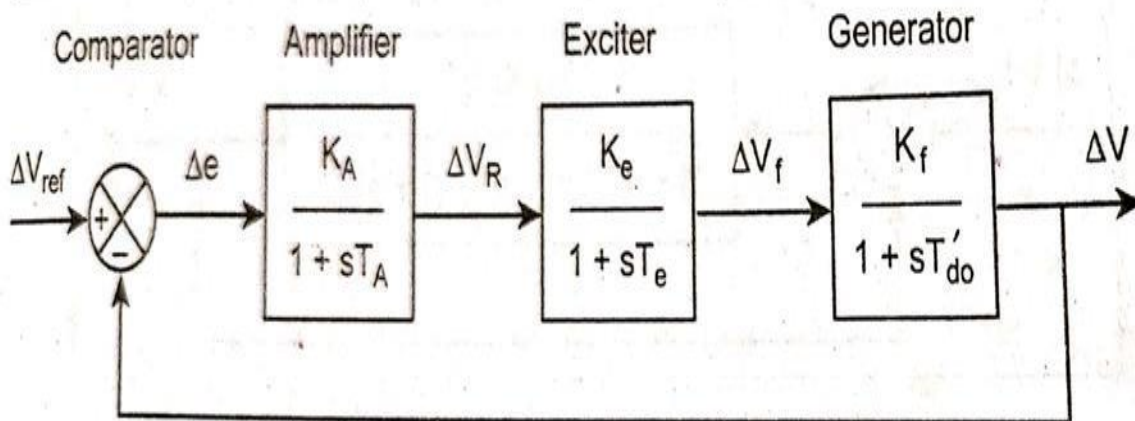 Comparator Amplifier Exciter Generator
ΔV_ref Δe ΔV_R ΔV_f ΔV
+
−
K_A
1 + sT_A
K_e
1 + sT_e
K_f
1 + sT′_do